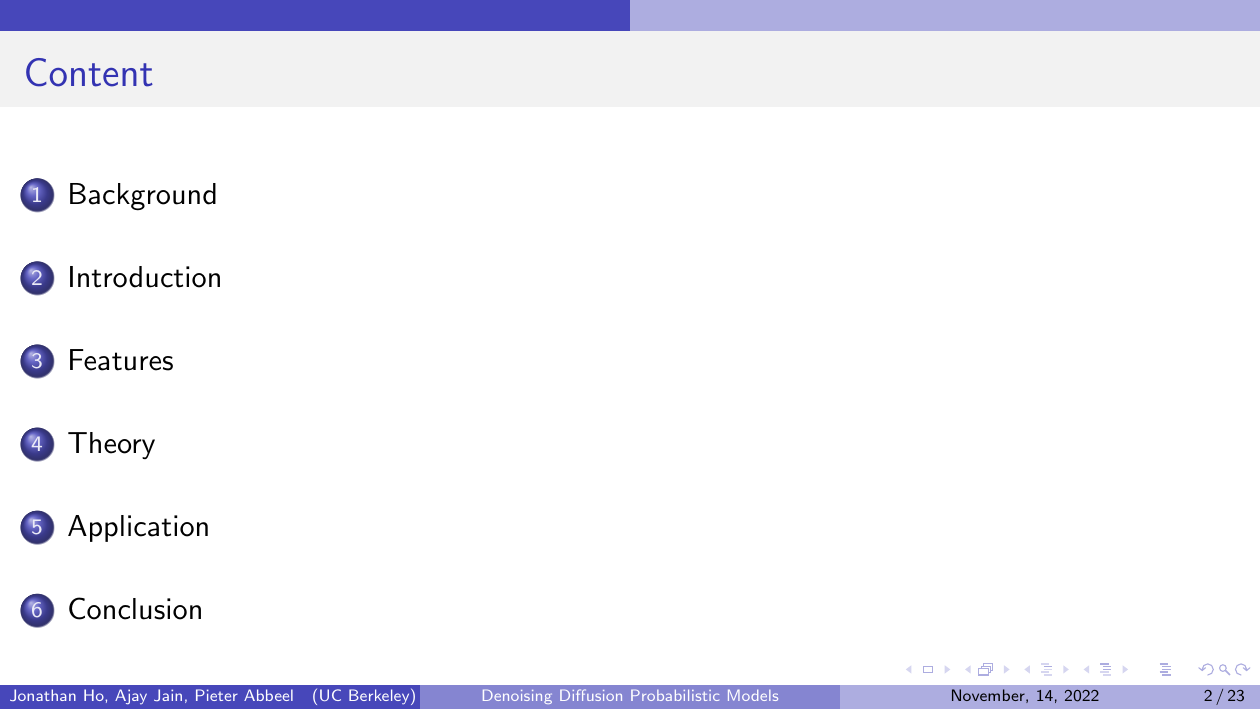 Content
1 Background
2 Introduction
3 Features
4 Theory
5 Application
6 Conclusion
Jonathan Ho, Ajay Jain, Pieter Abbeel (UC Berkeley) Denoising Diffusion Probabilistic Models November, 14, 2022 2 / 23